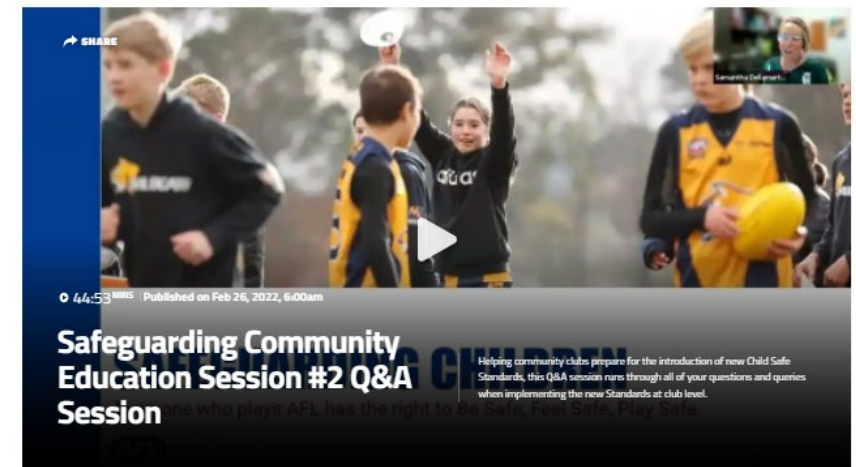 SHARE
Samantha Dellamart...
44:53 MINS | Published on Feb 26, 2022, 6:00am
Safeguarding Community
Education Session #2 Q&A
Session
Helping community clubs prepare for the introduction of new Child Safe
Standards, this Q&A session runs through all of your questions and queries
when implementing the new Standards at club level.
SAFEGUARDING CHILDREN
one who plays AFL has the right to Be Safe, Feel Safe, Play Safe.